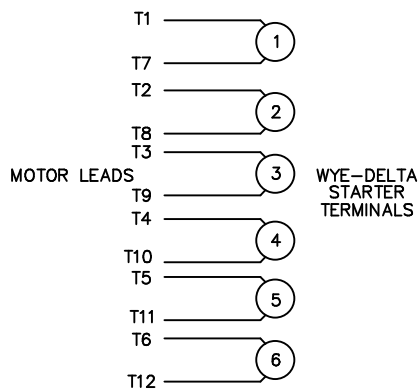 T1
1
T7
T2
2
T8
T3
MOTOR LEADS
3
WYE-DELTA
STARTER
TERMINALS
T9
T4
4
T10
T5
5
T11
T6
6
T12